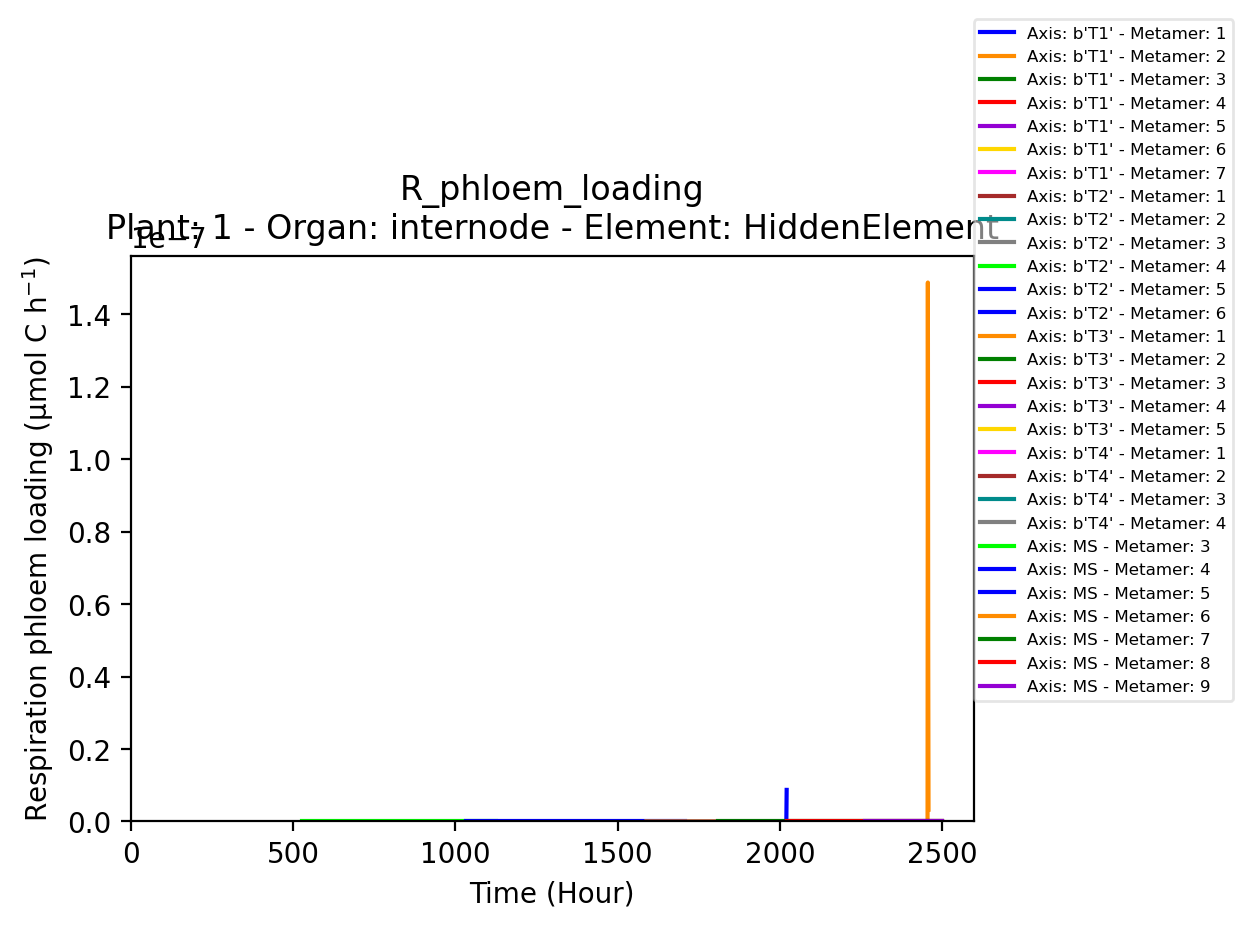 R_phloem_loading
Plant: 1 - Organ: internode - Element: HiddenElement
1e−7
Respiration phloem loading (µmol C h⁻¹)
1.4
1.2
1.0
0.8
0.6
0.4
0.2
0.0
0 500 1000 1500 2000 2500
Time (Hour)
Axis: b'T1' - Metamer: 1
Axis: b'T1' - Metamer: 2
Axis: b'T1' - Metamer: 3
Axis: b'T1' - Metamer: 4
Axis: b'T1' - Metamer: 5
Axis: b'T1' - Metamer: 6
Axis: b'T1' - Metamer: 7
Axis: b'T2' - Metamer: 1
Axis: b'T2' - Metamer: 2
Axis: b'T2' - Metamer: 3
Axis: b'T2' - Metamer: 4
Axis: b'T2' - Metamer: 5
Axis: b'T2' - Metamer: 6
Axis: b'T3' - Metamer: 1
Axis: b'T3' - Metamer: 2
Axis: b'T3' - Metamer: 3
Axis: b'T3' - Metamer: 4
Axis: b'T3' - Metamer: 5
Axis: b'T4' - Metamer: 1
Axis: b'T4' - Metamer: 2
Axis: b'T4' - Metamer: 3
Axis: b'T4' - Metamer: 4
Axis: MS - Metamer: 3
Axis: MS - Metamer: 4
Axis: MS - Metamer: 5
Axis: MS - Metamer: 6
Axis: MS - Metamer: 7
Axis: MS - Metamer: 8
Axis: MS - Metamer: 9